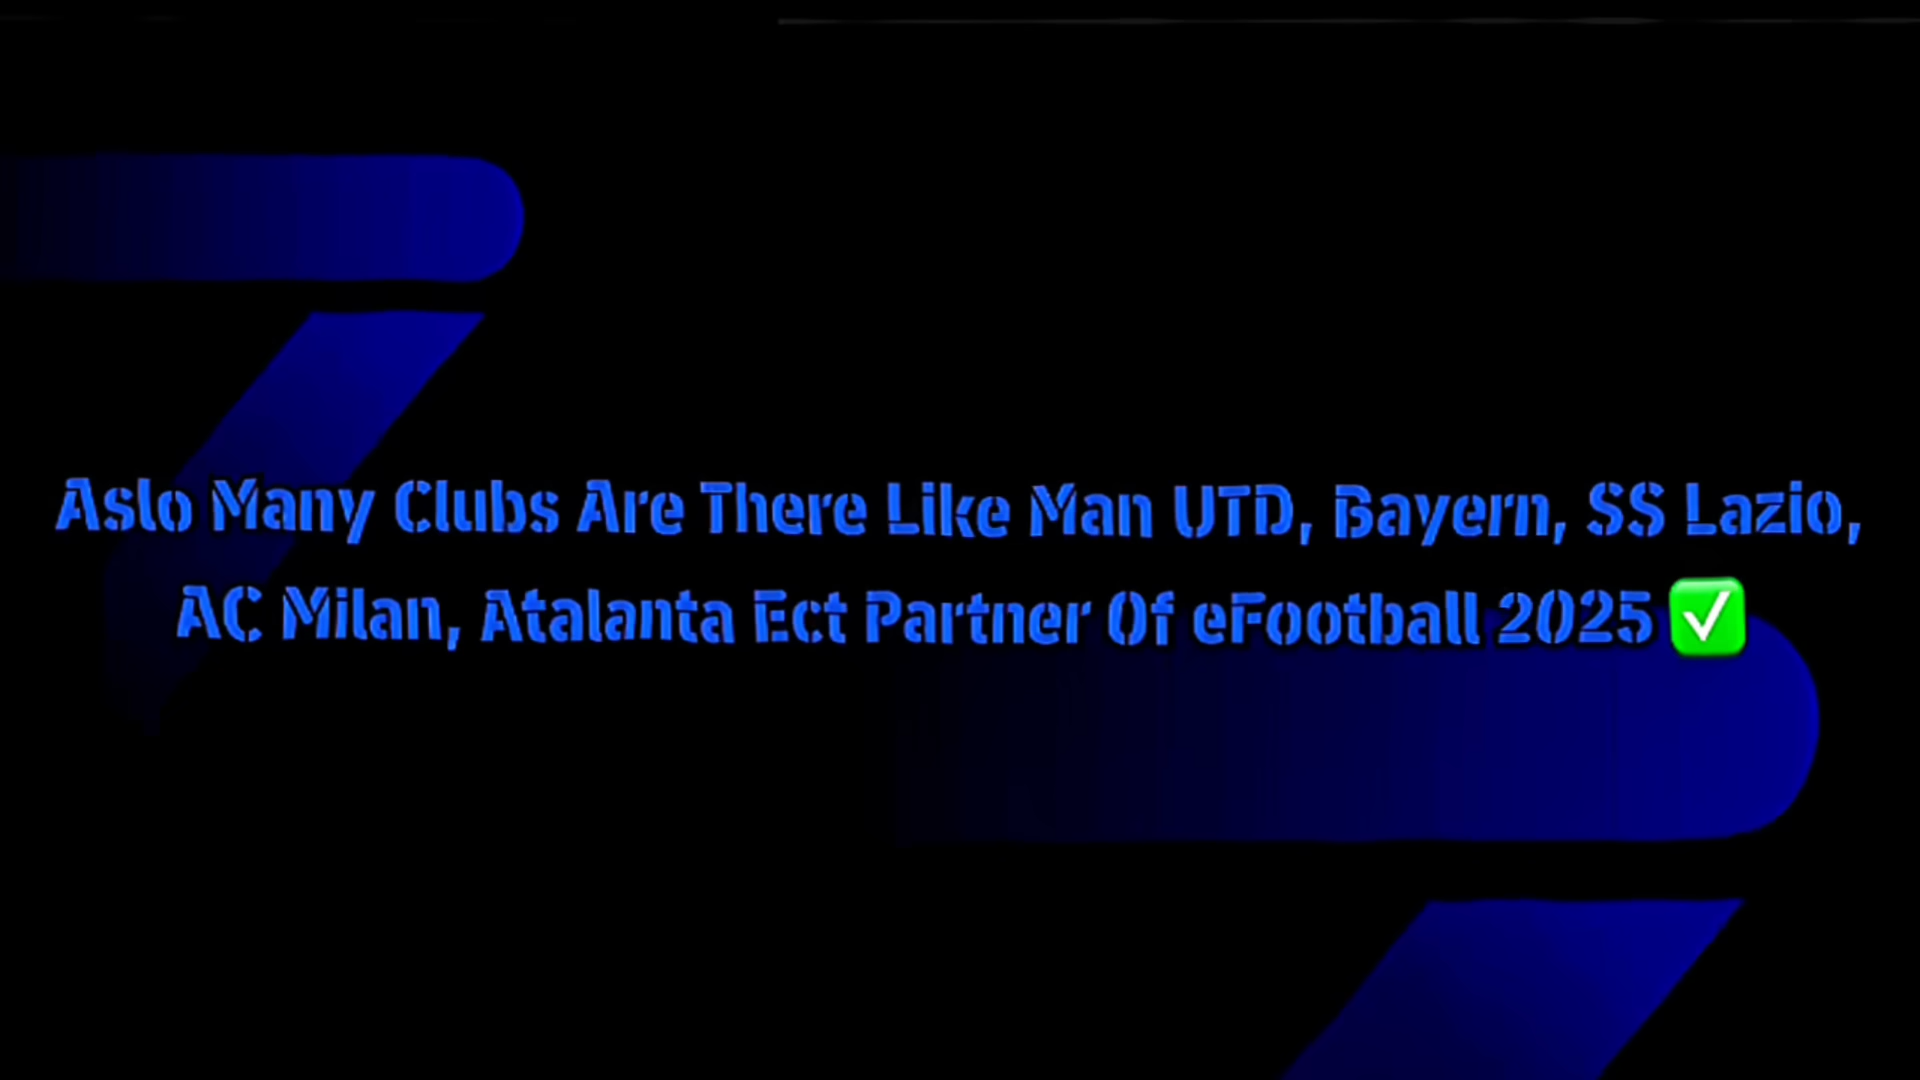 Aslo Many Clubs Are There Like Man UTD, Bayern, SS Lazio,
AC Milan, Atalanta Ect Partner Of eFootball 2025 ✅